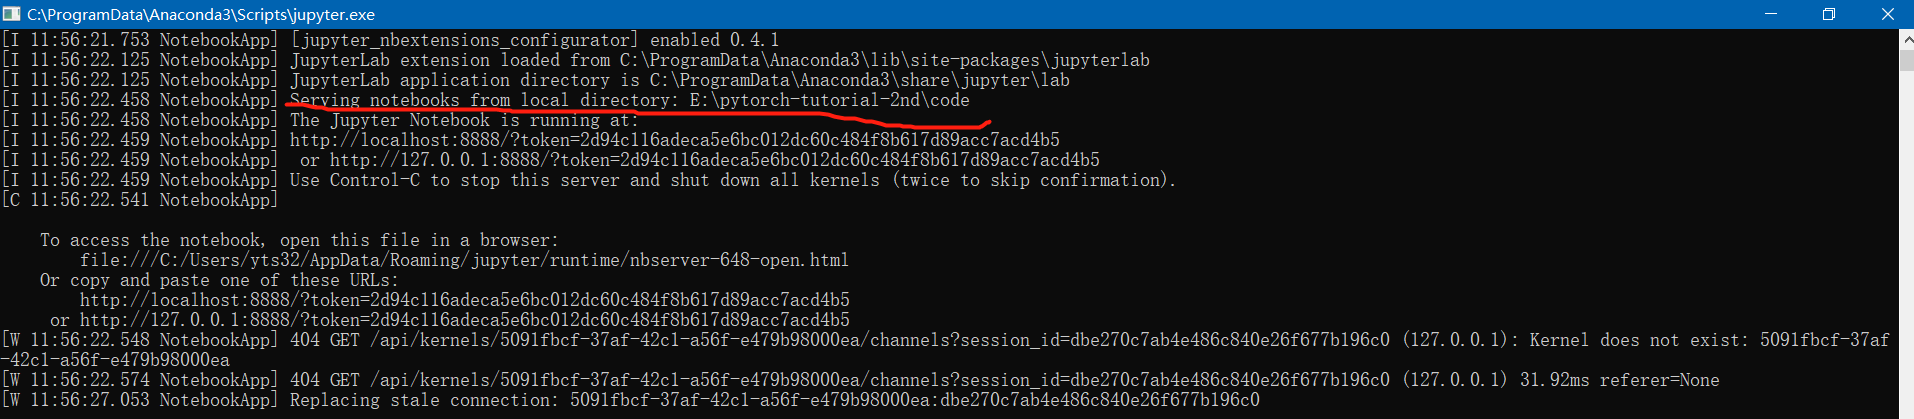 C:\ProgramData\Anaconda3\Scripts\jupyter.exe
[I 11:56:21.753 NotebookApp] [jupyter_nbextensions_configurator] enabled 0.4.1
[I 11:56:22.125 NotebookApp] JupyterLab extension loaded from C:\ProgramData\Anaconda3\lib\site-packages\jupyterlab
[I 11:56:22.125 NotebookApp] JupyterLab application directory is C:\ProgramData\Anaconda3\share\jupyter\lab
[I 11:56:22.458 NotebookApp] Serving notebooks from local directory: E:\pytorch-tutorial-2nd\code
[I 11:56:22.458 NotebookApp] The Jupyter Notebook is running at:
[I 11:56:22.459 NotebookApp] http://localhost:8888/?token=2d94c116adeca5e6bc012dc60c484f8b617d89acc7acd4b5
[I 11:56:22.459 NotebookApp]  or http://127.0.0.1:8888/?token=2d94c116adeca5e6bc012dc60c484f8b617d89acc7acd4b5
[I 11:56:22.459 NotebookApp] Use Control-C to stop this server and shut down all kernels (twice to skip confirmation).
[C 11:56:22.541 NotebookApp]
To access the notebook, open this file in a browser:
file:///C:/Users/yts32/AppData/Roaming/jupyter/runtime/nbserver-648-open.html
Or copy and paste one of these URLs:
http://localhost:8888/?token=2d94c116adeca5e6bc012dc60c484f8b617d89acc7acd4b5
or http://127.0.0.1:8888/?token=2d94c116adeca5e6bc012dc60c484f8b617d89acc7acd4b5
[W 11:56:22.548 NotebookApp] 404 GET /api/kernels/5091fbcf-37af-42c1-a56f-e479b98000ea/channels?session_id=dbe270c7ab4e486c840e26f677b196c0 (127.0.0.1): Kernel does not exist: 5091fbcf-37af
-42c1-a56f-e479b98000ea
[W 11:56:22.574 NotebookApp] 404 GET /api/kernels/5091fbcf-37af-42c1-a56f-e479b98000ea/channels?session_id=dbe270c7ab4e486c840e26f677b196c0 (127.0.0.1) 31.92ms referer=None
[W 11:56:27.053 NotebookApp] Replacing stale connection: 5091fbcf-37af-42c1-a56f-e479b98000ea:dbe270c7ab4e486c840e26f677b196c0